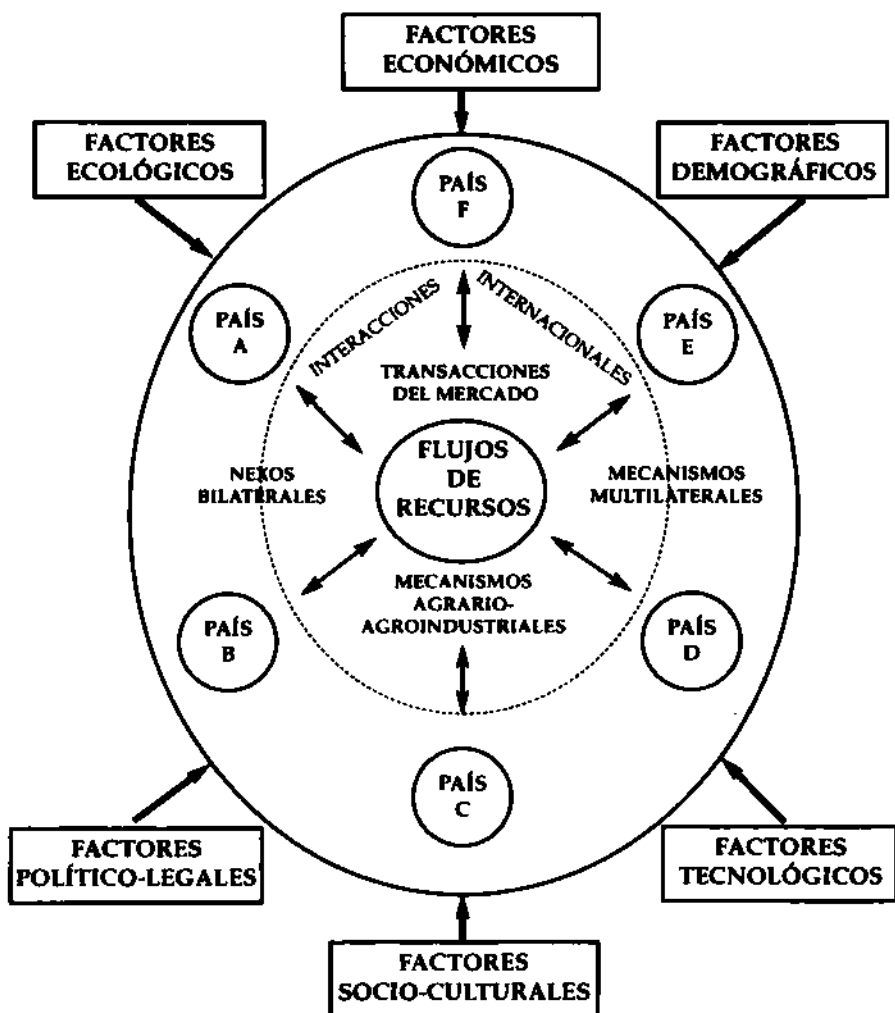 FACTORES
ECONÓMICOS
FACTORES
ECOLÓGICOS
FACTORES
DEMOGRÁFICOS
PAÍS
F
PAÍS
A
PAÍS
E
INTERACCIONES
INTERNACIONALES
TRANSACCIONES
DEL MERCADO
FLUJOS
DE
RECURSOS
NEXOS
BILATERALES
MECANISMOS
MULTILATERALES
MECANISMOS
AGRARIO-
AGROINDUSTRIALES
PAÍS
B
PAÍS
D
PAÍS
C
FACTORES
POLÍTICO-LEGALES
FACTORES
TECNOLÓGICOS
FACTORES
SOCIO-CULTURALES